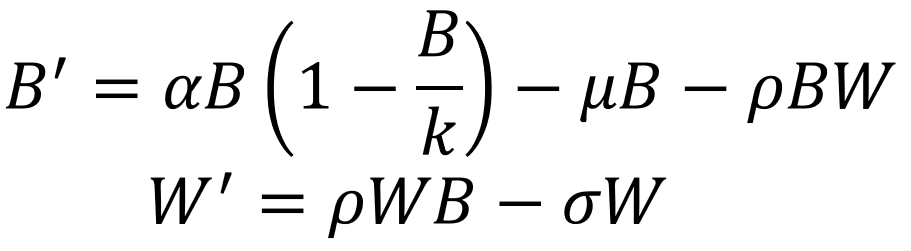 B′ = αB (1 − B/k) − μB − ρBW
W′ = ρWB − σW